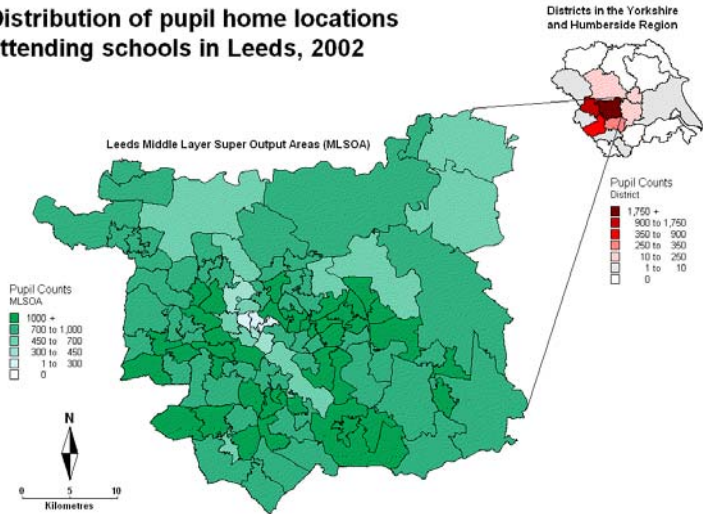 Distribution of pupil home locations
ttending schools in Leeds, 2002
Districts in the Yorkshire
and Humberside Region
Leeds Middle Layer Super Output Areas (MLSOA)
Pupil Counts
District
1,750 +
900 to 1,750
350 to 900
250 to 350
10 to 250
1 to 10
0
Pupil Counts
MLSOA
1000 +
700 to 1,000
450 to 700
300 to 450
1 to 300
0
N
0 5 10
Kilometres